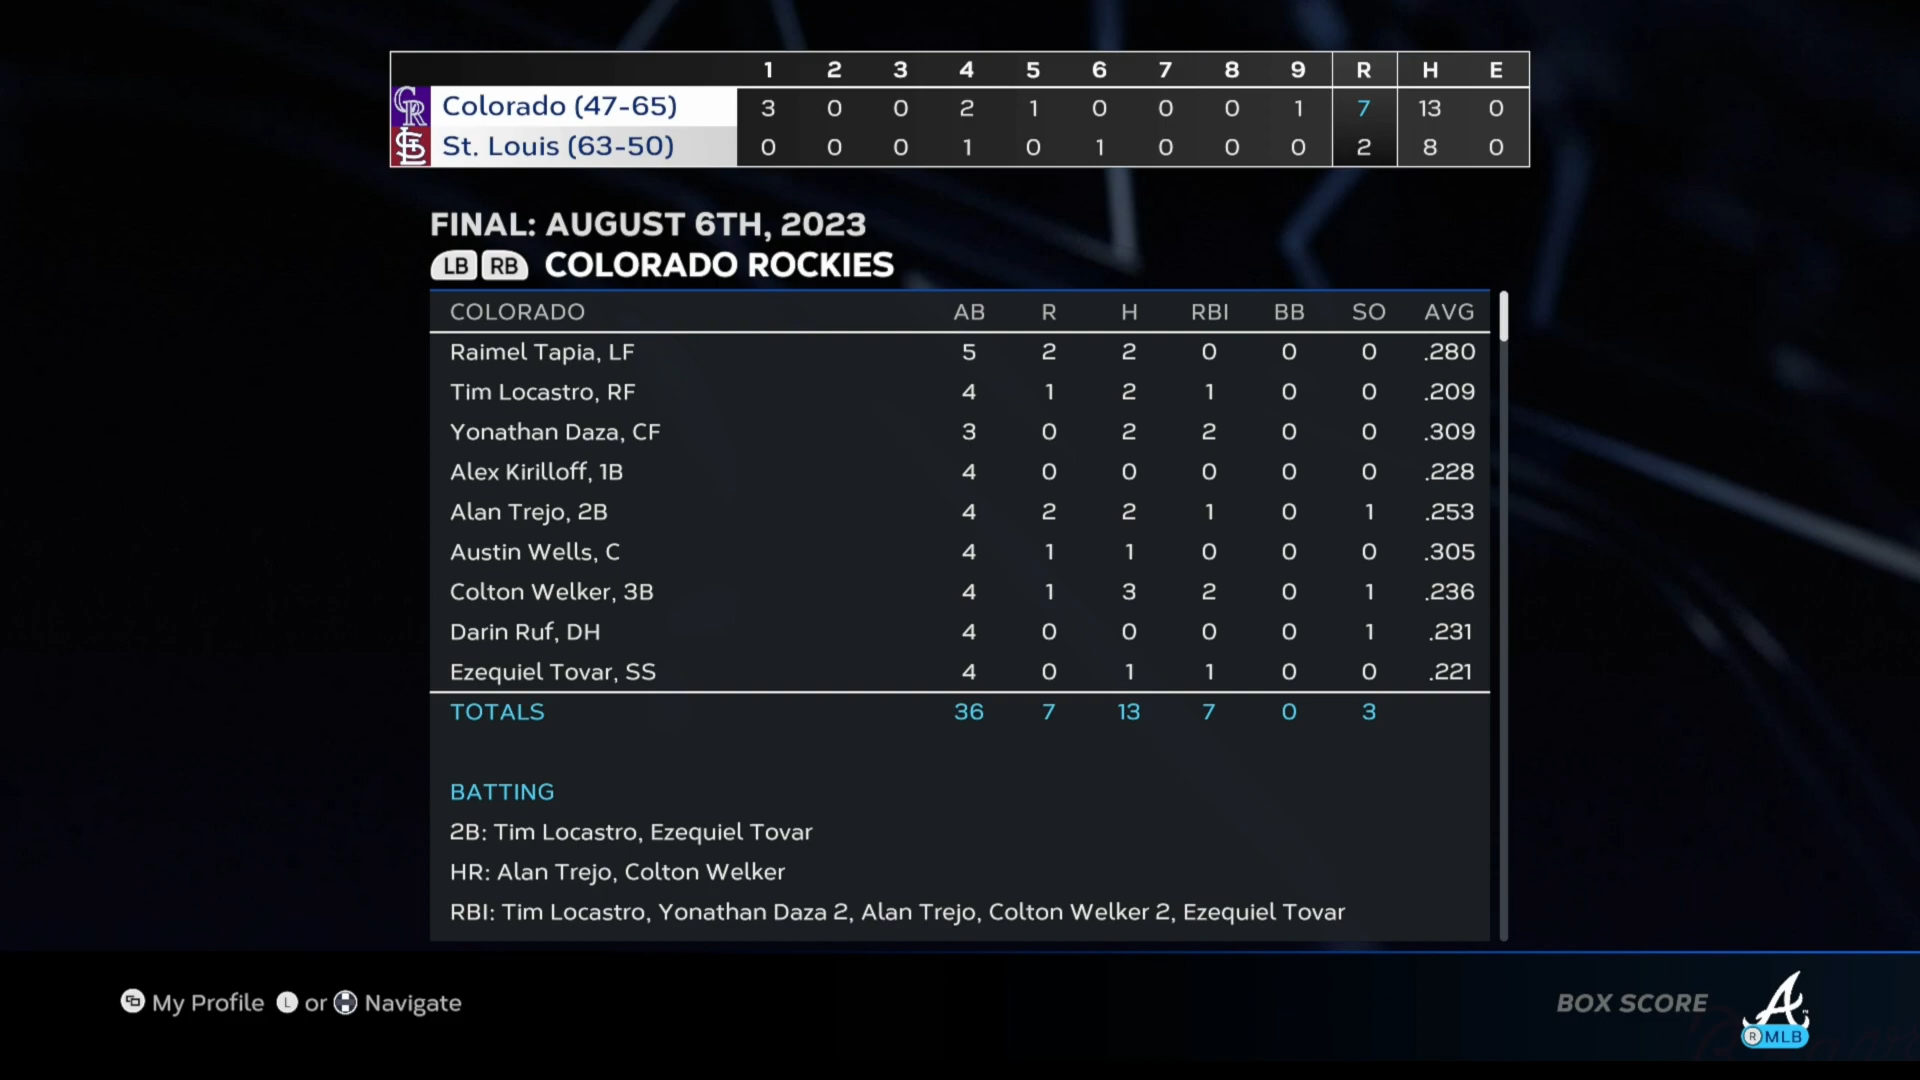 1 2 3 4 5 6 7 8 9 R H E
CR Colorado (47-65) 3 0 0 2 1 0 0 0 1 7 13 0
STL St. Louis (63-50) 0 0 0 1 0 1 0 0 0 2 8 0
FINAL: AUGUST 6TH, 2023
LB RB COLORADO ROCKIES
COLORADO AB R H RBI BB SO AVG
Raimel Tapia, LF 5 2 2 0 0 0 .280
Tim Locastro, RF 4 1 2 1 0 0 .209
Yonathan Daza, CF 3 0 2 2 0 0 .309
Alex Kirilloff, 1B 4 0 0 0 0 0 .228
Alan Trejo, 2B 4 2 2 1 0 1 .253
Austin Wells, C 4 1 1 0 0 0 .305
Colton Welker, 3B 4 1 3 2 0 1 .236
Darin Ruf, DH 4 0 0 0 0 1 .231
Ezequiel Tovar, SS 4 0 1 1 0 0 .221
TOTALS 36 7 13 7 0 3
BATTING
2B: Tim Locastro, Ezequiel Tovar
HR: Alan Trejo, Colton Welker
RBI: Tim Locastro, Yonathan Daza 2, Alan Trejo, Colton Welker 2, Ezequiel Tovar
My Profile L or Navigate
BOX SCORE
A
R MLB